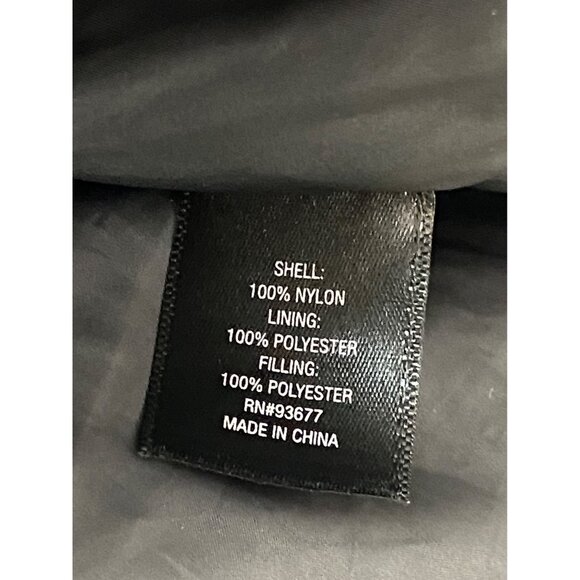 SHELL:
100% NYLON
LINING:
100% POLYESTER
FILLING:
100% POLYESTER
RN#93677
MADE IN CHINA